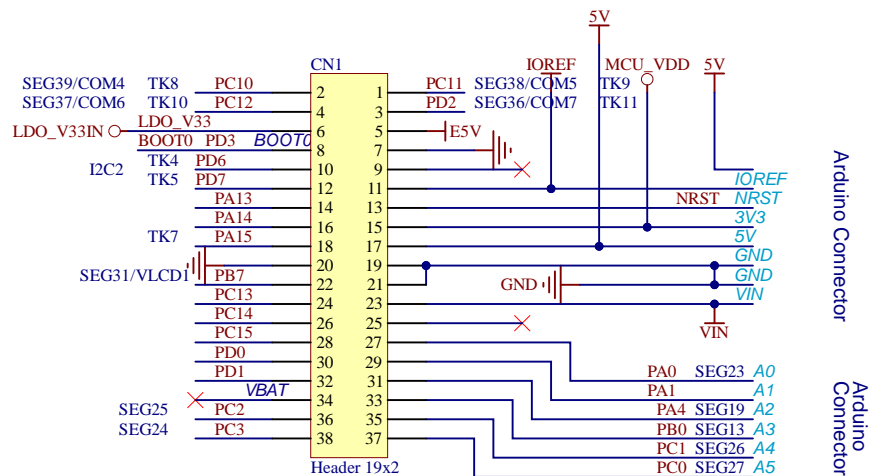 5V
CN1 IOREF MCU_VDD 5V
SEG39/COM4 TK8 PC10 2 1 PC11 SEG38/COM5 TK9
SEG37/COM6 TK10 PC12 4 3 PD2 SEG36/COM7 TK11
LDO_V33IN LDO_V33 6 5 E5V
BOOT0 PD3 BOOT0 8 7
I2C2 TK4 PD6 10 9
TK5 PD7 12 11 IOREF
PA13 14 13 NRST NRST
PA14 16 15 3V3
TK7 PA15 18 17 5V
20 19 GND
SEG31/VLCD1 PB7 22 21 GND GND
PC13 24 23 VIN
PC14 26 25 VIN
PC15 28 27
PD0 30 29 PA0 SEG23 A0
PD1 32 31 PA1 A1
VBAT 34 33 PA4 SEG19 A2
SEG25 PC2 36 35 PB0 SEG13 A3
SEG24 PC3 38 37 PC1 SEG26 A4
Header 19x2 PC0 SEG27 A5
Arduino Connector
Arduino
Connector